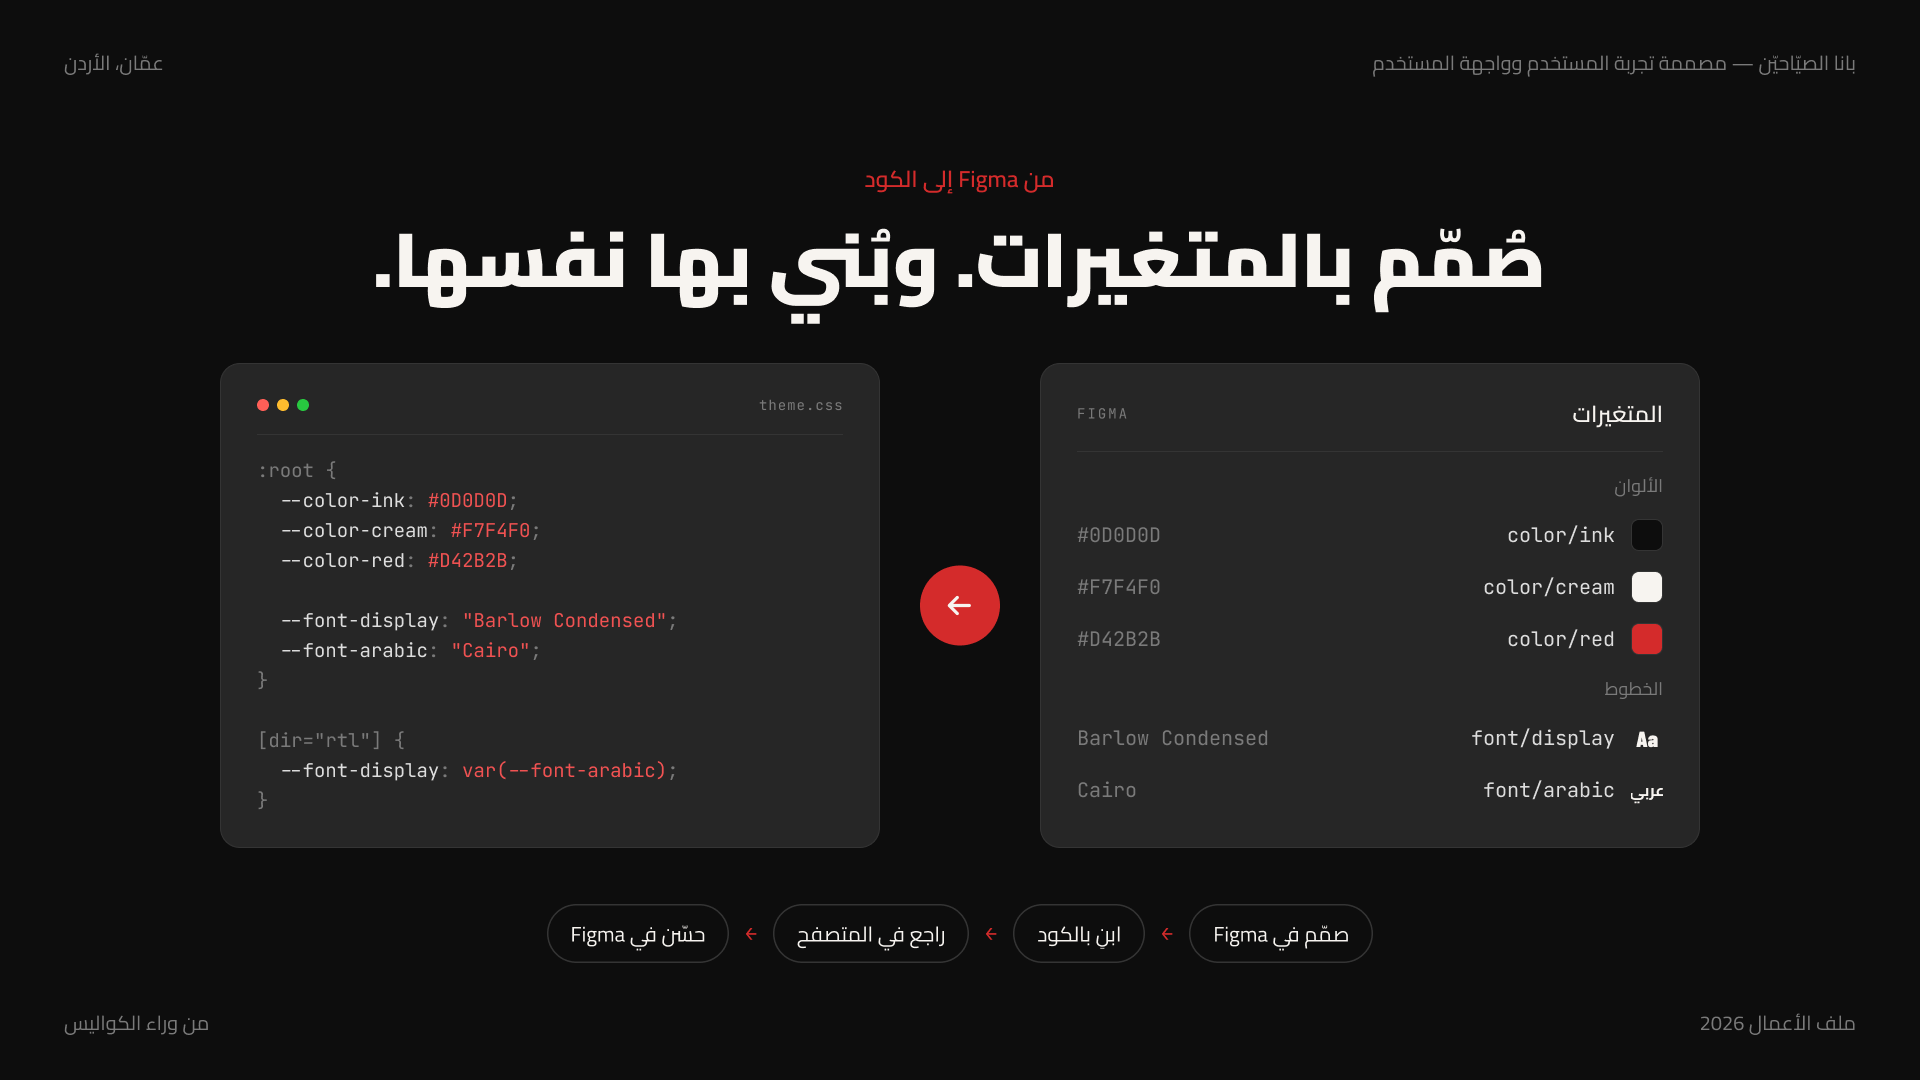 بانا الصيّاحيّن — مصممة تجربة المستخدم وواجهة المستخدم
عمّان، الأردن
من Figma إلى الكود
صُمّم بالمتغيرات. وبُني بها نفسها.
المتغيرات
FIGMA
الألوان
color/ink #0D0D0D
color/cream #F7F4F0
color/red #D42B2B
الخطوط
Aa font/display Barlow Condensed
عربي font/arabic Cairo
theme.css
:root {
  --color-ink: #0D0D0D;
  --color-cream: #F7F4F0;
  --color-red: #D42B2B;
  --font-display: "Barlow Condensed";
  --font-arabic: "Cairo";
}
[dir="rtl"] {
  --font-display: var(--font-arabic);
}
صمّم في Figma ← ابنِ بالكود ← راجع في المتصفح ← حسّن في Figma
ملف الأعمال 2026
من وراء الكواليس